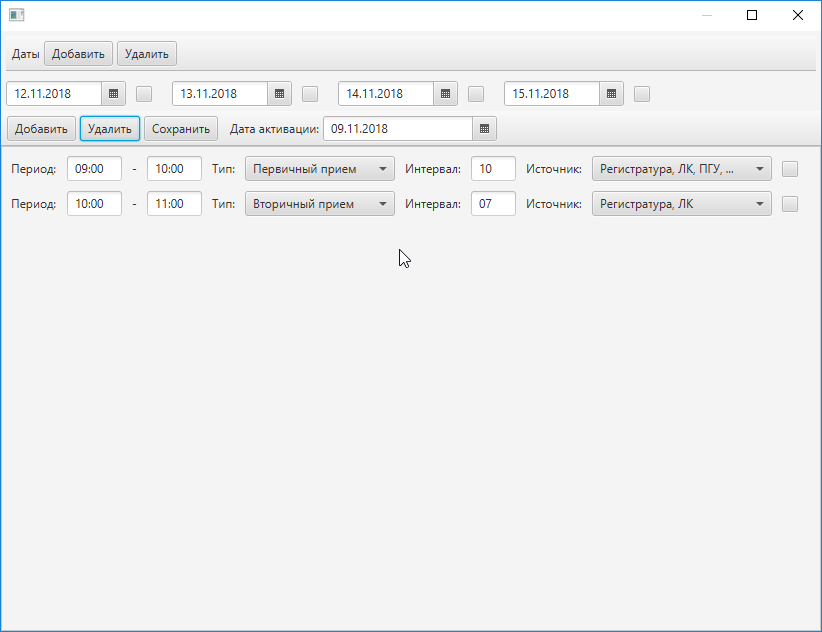 Даты Добавить Удалить
12.11.2018 13.11.2018 14.11.2018 15.11.2018
Добавить Удалить Сохранить Дата активации: 09.11.2018
Период: 09:00 - 10:00 Тип: Первичный прием Интервал: 10 Источник: Регистратура, ЛК, ПГУ, ...
Период: 10:00 - 11:00 Тип: Вторичный прием Интервал: 07 Источник: Регистратура, ЛК